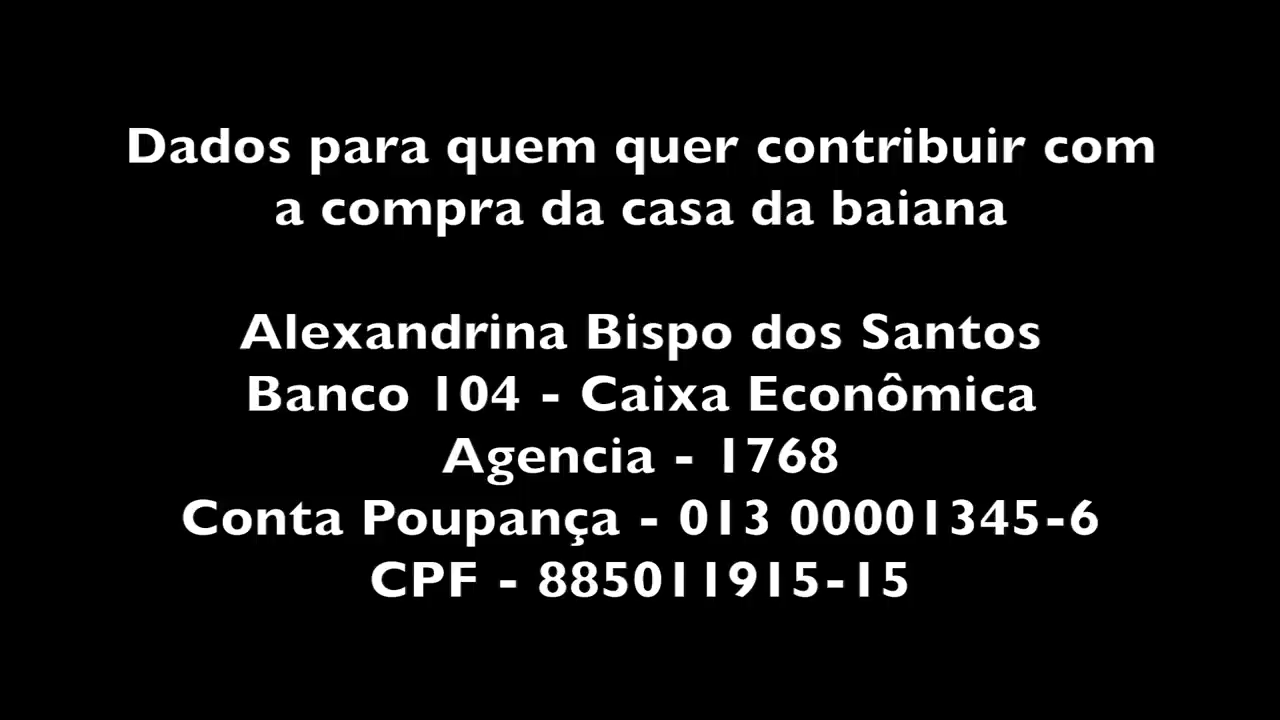 Dados para quem quer contribuir com
a compra da casa da baiana
Alexandrina Bispo dos Santos
Banco 104 - Caixa Econômica
Agencia - 1768
Conta Poupança - 013 00001345-6
CPF - 885011915-15